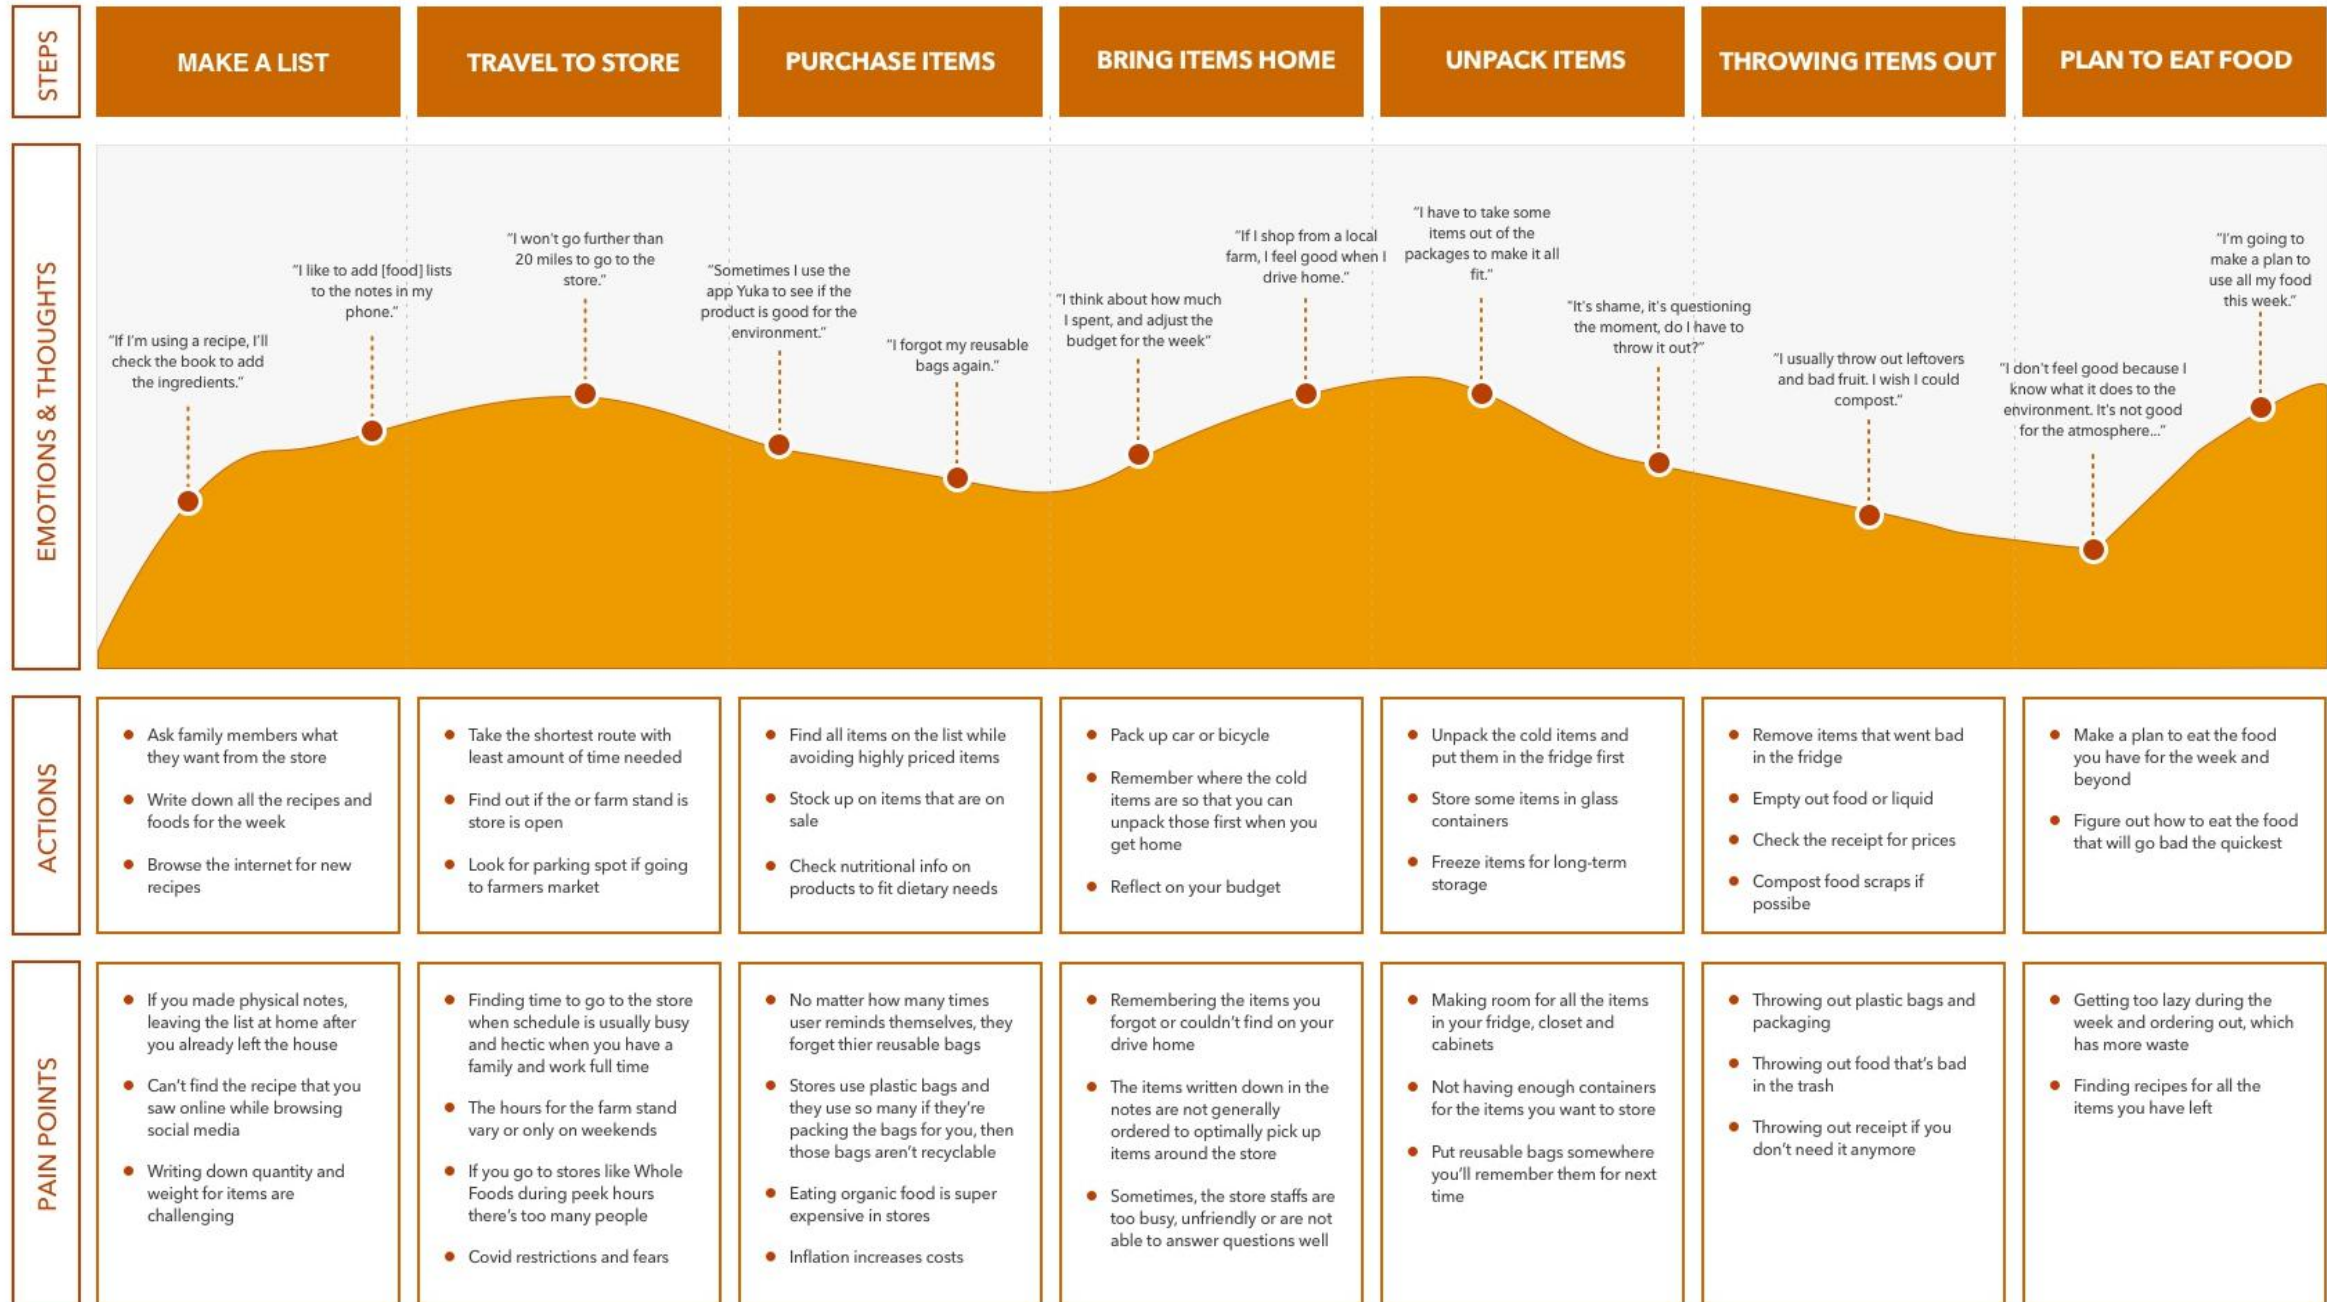 STEPS
MAKE A LIST
TRAVEL TO STORE
PURCHASE ITEMS
BRING ITEMS HOME
UNPACK ITEMS
THROWING ITEMS OUT
PLAN TO EAT FOOD
EMOTIONS & THOUGHTS
"If I'm using a recipe, I'll
check the book to add
the ingredients."
"I like to add [food] lists
to the notes in my
phone."
"I won't go further than
20 miles to go to the
store."
"Sometimes I use the
app Yuka to see if the
product is good for the
environment."
"I forgot my reusable
bags again."
"I think about how much
I spent, and adjust the
budget for the week"
"If I shop from a local
farm, I feel good when I
drive home."
"I have to take some
items out of the
packages to make it all
fit."
"It's shame, it's questioning
the moment, do I have to
throw it out?"
"I usually throw out leftovers
and bad fruit. I wish I could
compost."
"I don't feel good because I
know what it does to the
environment. It's not good
for the atmosphere..."
"I'm going to
make a plan to
use all my food
this week."
ACTIONS
Ask family members what
they want from the store
Write down all the recipes and
foods for the week
Browse the internet for new
recipes
Take the shortest route with
least amount of time needed
Find out if the or farm stand is
store is open
Look for parking spot if going
to farmers market
Find all items on the list while
avoiding highly priced items
Stock up on items that are on
sale
Check nutritional info on
products to fit dietary needs
Pack up car or bicycle
Remember where the cold
items are so that you can
unpack those first when you
get home
Reflect on your budget
Unpack the cold items and
put them in the fridge first
Store some items in glass
containers
Freeze items for long-term
storage
Remove items that went bad
in the fridge
Empty out food or liquid
Check the receipt for prices
Compost food scraps if
possibe
Make a plan to eat the food
you have for the week and
beyond
Figure out how to eat the food
that will go bad the quickest
PAIN POINTS
If you made physical notes,
leaving the list at home after
you already left the house
Can't find the recipe that you
saw online while browsing
social media
Writing down quantity and
weight for items are
challenging
Finding time to go to the store
when schedule is usually busy
and hectic when you have a
family and work full time
The hours for the farm stand
vary or only on weekends
If you go to stores like Whole
Foods during peek hours
there's too many people
Covid restrictions and fears
No matter how many times
user reminds themselves, they
forget thier reusable bags
Stores use plastic bags and
they use so many if they're
packing the bags for you, then
those bags aren't recyclable
Eating organic food is super
expensive in stores
Inflation increases costs
Remembering the items you
forgot or couldn't find on your
drive home
The items written down in the
notes are not generally
ordered to optimally pick up
items around the store
Sometimes, the store staffs are
too busy, unfriendly or are not
able to answer questions well
Making room for all the items
in your fridge, closet and
cabinets
Not having enough containers
for the items you want to store
Put reusable bags somewhere
you'll remember them for next
time
Throwing out plastic bags and
packaging
Throwing out food that's bad
in the trash
Throwing out receipt if you
don't need it anymore
Getting too lazy during the
week and ordering out, which
has more waste
Finding recipes for all the
items you have left